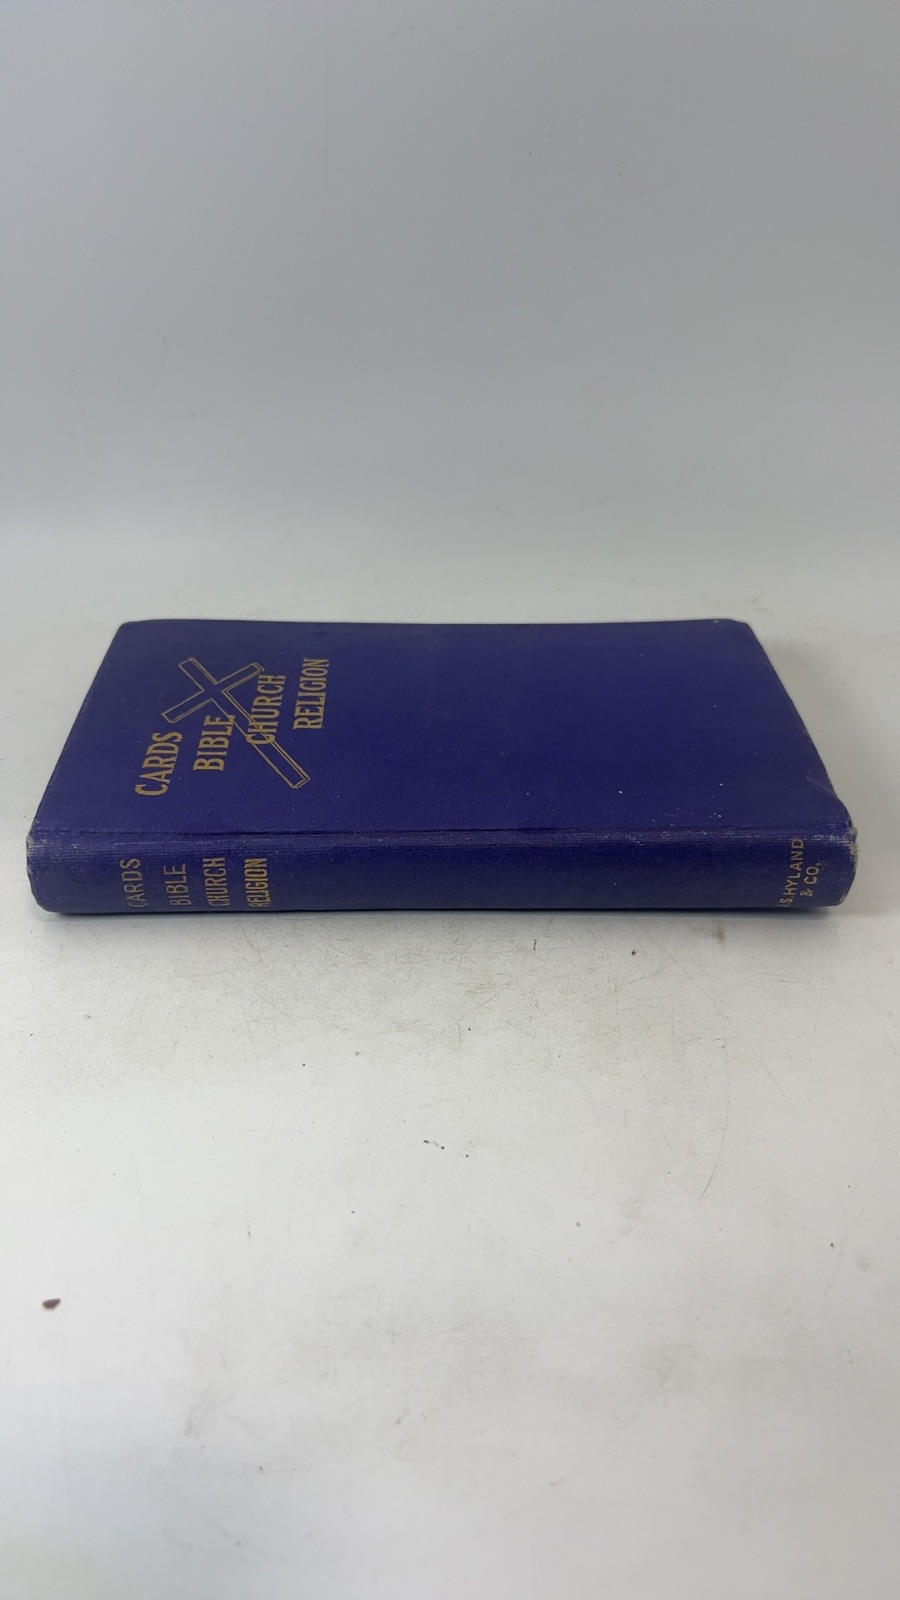 CARDS
BIBLE
CHURCH
RELIGION
CARDS
BIBLE
CHURCH
RELIGION
J.S.HYLAND
& CO.